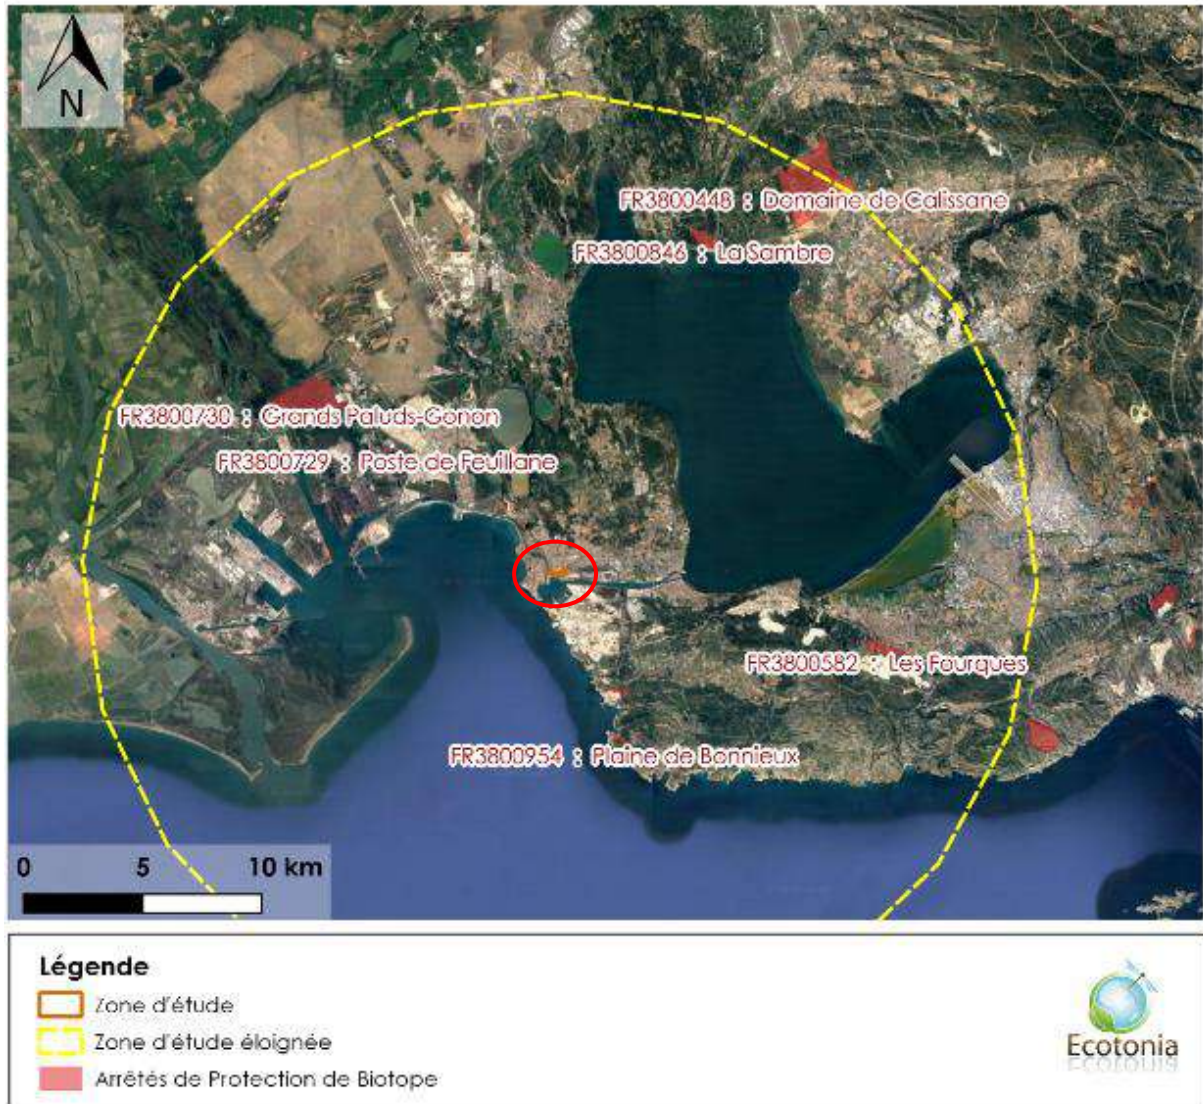 N
FR3800448 : Domaine de Calissane
FR3800846 : La Sambre
FR3800730 : Grands Paluds-Gonon
FR3800729 : Poste de Feuillane
FR3800582 : Les Fourques
FR3800954 : Plaine de Bonnieux
0 5 10 km
Légende
Zone d'étude
Zone d'étude éloignée
Arrêtés de Protection de Biotope
Ecotonia